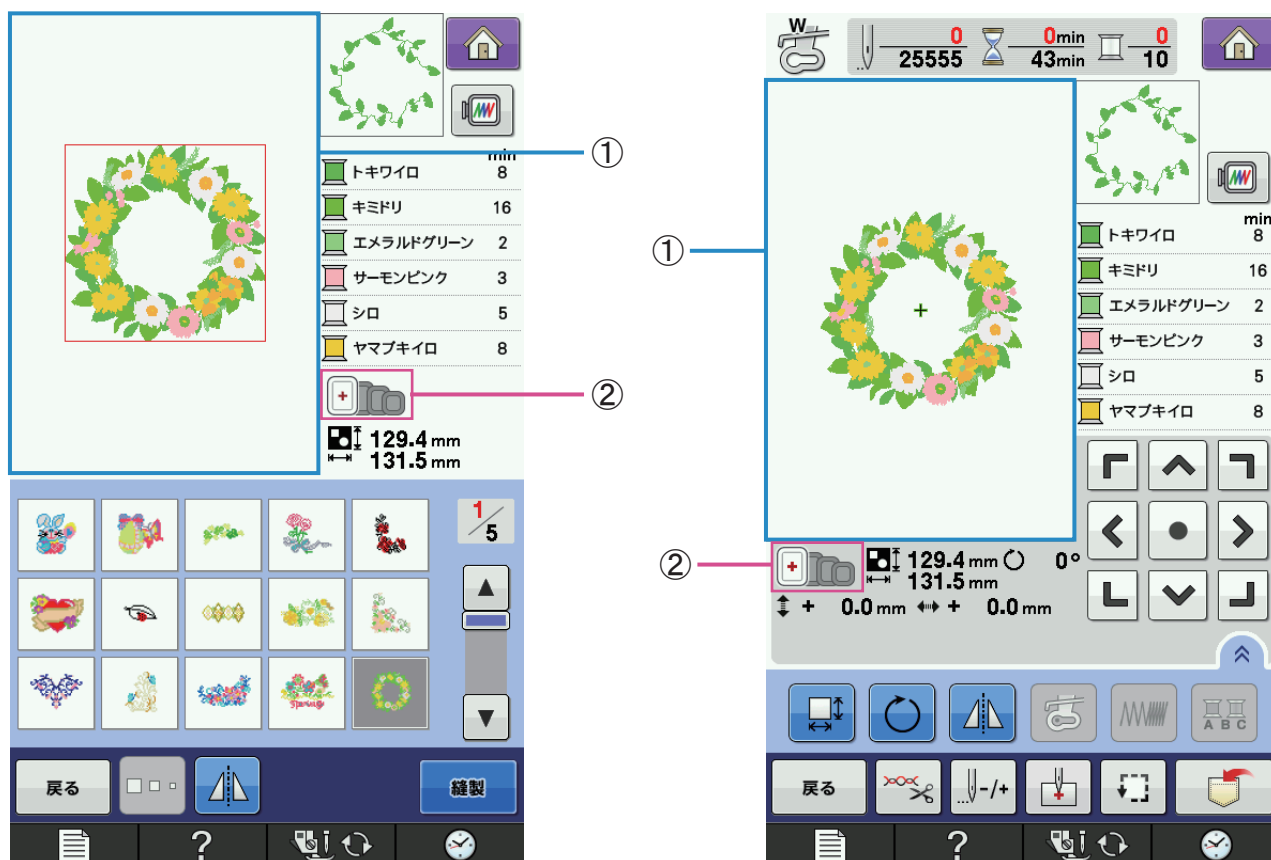 min
トキワイロ 8
キミドリ 16
エメラルドグリーン 2
サーモンピンク 3
シロ 5
ヤマブキイロ 8
129.4 mm
131.5 mm
1/5
SPRING
戻る
縫製
?
①
②
W
0 0min 0
25555 43min 10
min
トキワイロ 8
キミドリ 16
エメラルドグリーン 2
サーモンピンク 3
シロ 5
ヤマブキイロ 8
①
②
129.4 mm 0°
131.5 mm
+ 0.0 mm + 0.0 mm
A B C
戻る
-/+
?